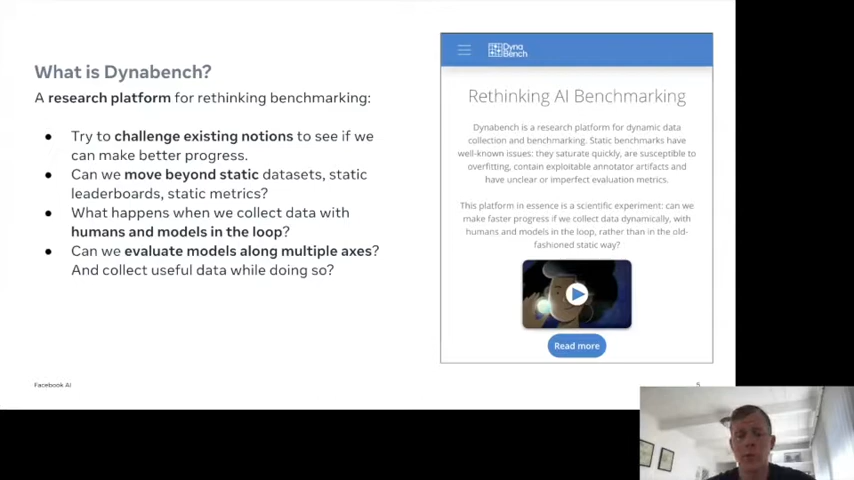 What is Dynabench?
A research platform for rethinking benchmarking:
● Try to challenge existing notions to see if we
can make better progress.
● Can we move beyond static datasets, static
leaderboards, static metrics?
● What happens when we collect data with
humans and models in the loop?
● Can we evaluate models along multiple axes?
And collect useful data while doing so?
Facebook AI
Dyna
Bench
Rethinking AI Benchmarking
Dynabench is a research platform for dynamic data
collection and benchmarking. Static benchmarks have
well-known issues: they saturate quickly, are susceptible to
overfitting, contain exploitable annotator artifacts and
have unclear or imperfect evaluation metrics.
This platform in essence is a scientific experiment: can we
make faster progress if we collect data dynamically, with
humans and models in the loop, rather than in the old-
fashioned static way?
Read more
5